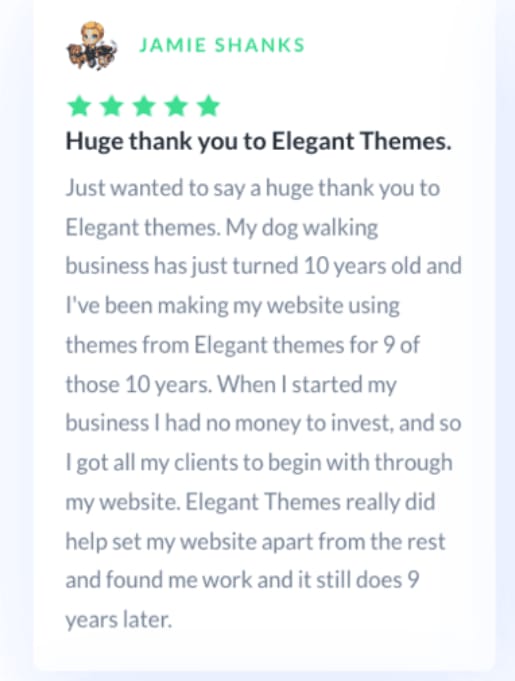 JAMIE SHANKS
Huge thank you to Elegant Themes.
Just wanted to say a huge thank you to
Elegant themes. My dog walking
business has just turned 10 years old and
I've been making my website using
themes from Elegant themes for 9 of
those 10 years. When I started my
business I had no money to invest, and so
I got all my clients to begin with through
my website. Elegant Themes really did
help set my website apart from the rest
and found me work and it still does 9
years later.